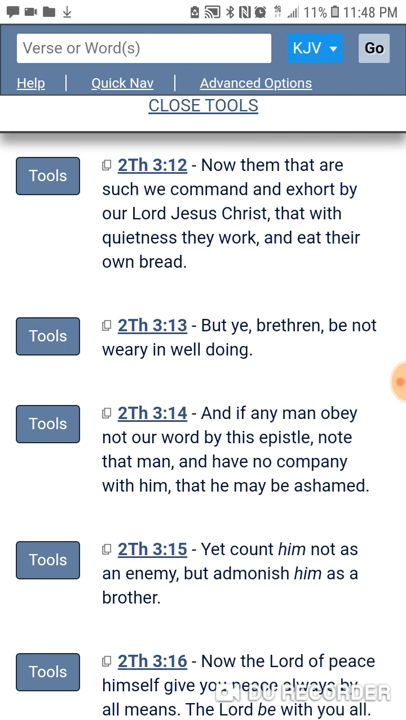 11% 11:48 PM
Verse or Word(s) KJV Go
Help | Quick Nav | Advanced Options
CLOSE TOOLS
Tools 2Th 3:12 - Now them that are
such we command and exhort by
our Lord Jesus Christ, that with
quietness they work, and eat their
own bread.
Tools 2Th 3:13 - But ye, brethren, be not
weary in well doing.
Tools 2Th 3:14 - And if any man obey
not our word by this epistle, note
that man, and have no company
with him, that he may be ashamed.
Tools 2Th 3:15 - Yet count him not as
an enemy, but admonish him as a
brother.
Tools 2Th 3:16 - Now the Lord of peace
himself give you peace always by
all means. The Lord be with you all.
DU RECORDER